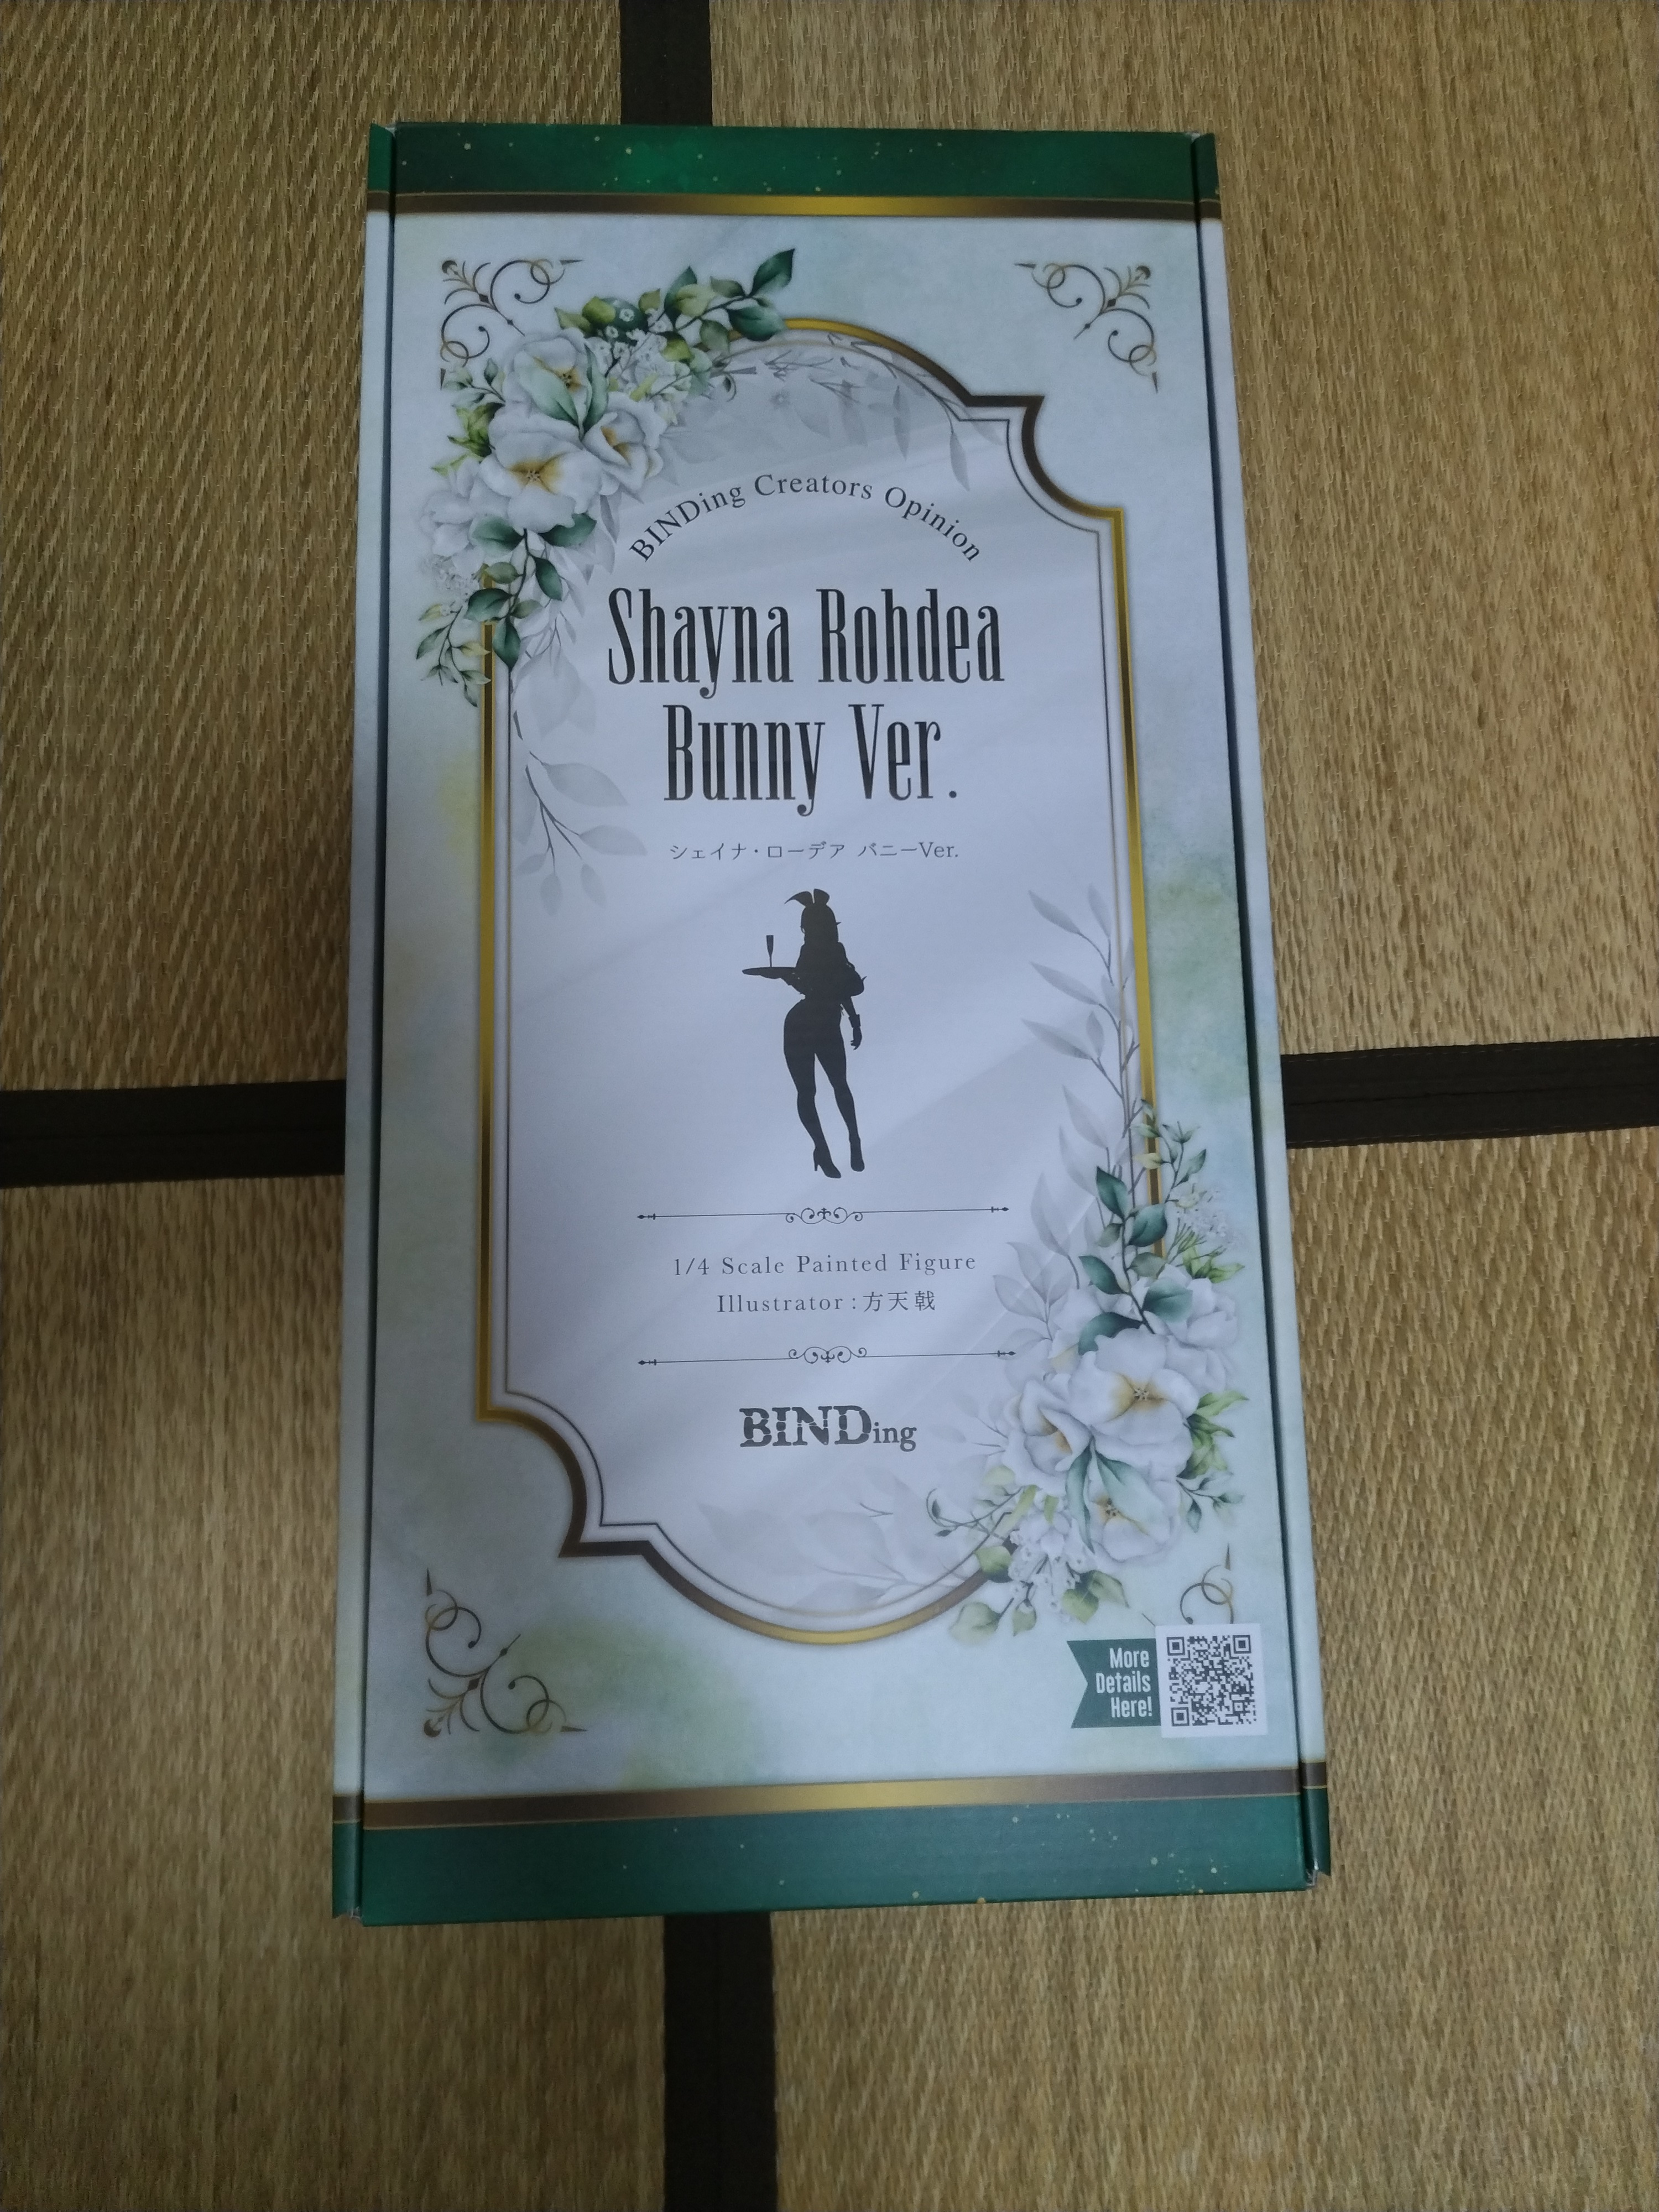 BINDing Creators Opinion
Shayna Rohdea
Bunny Ver.
シェイナ・ローデア バニーVer.
1/4 Scale Painted Figure
Illustrator : 方天戟
BINDing
More
Details
Here!